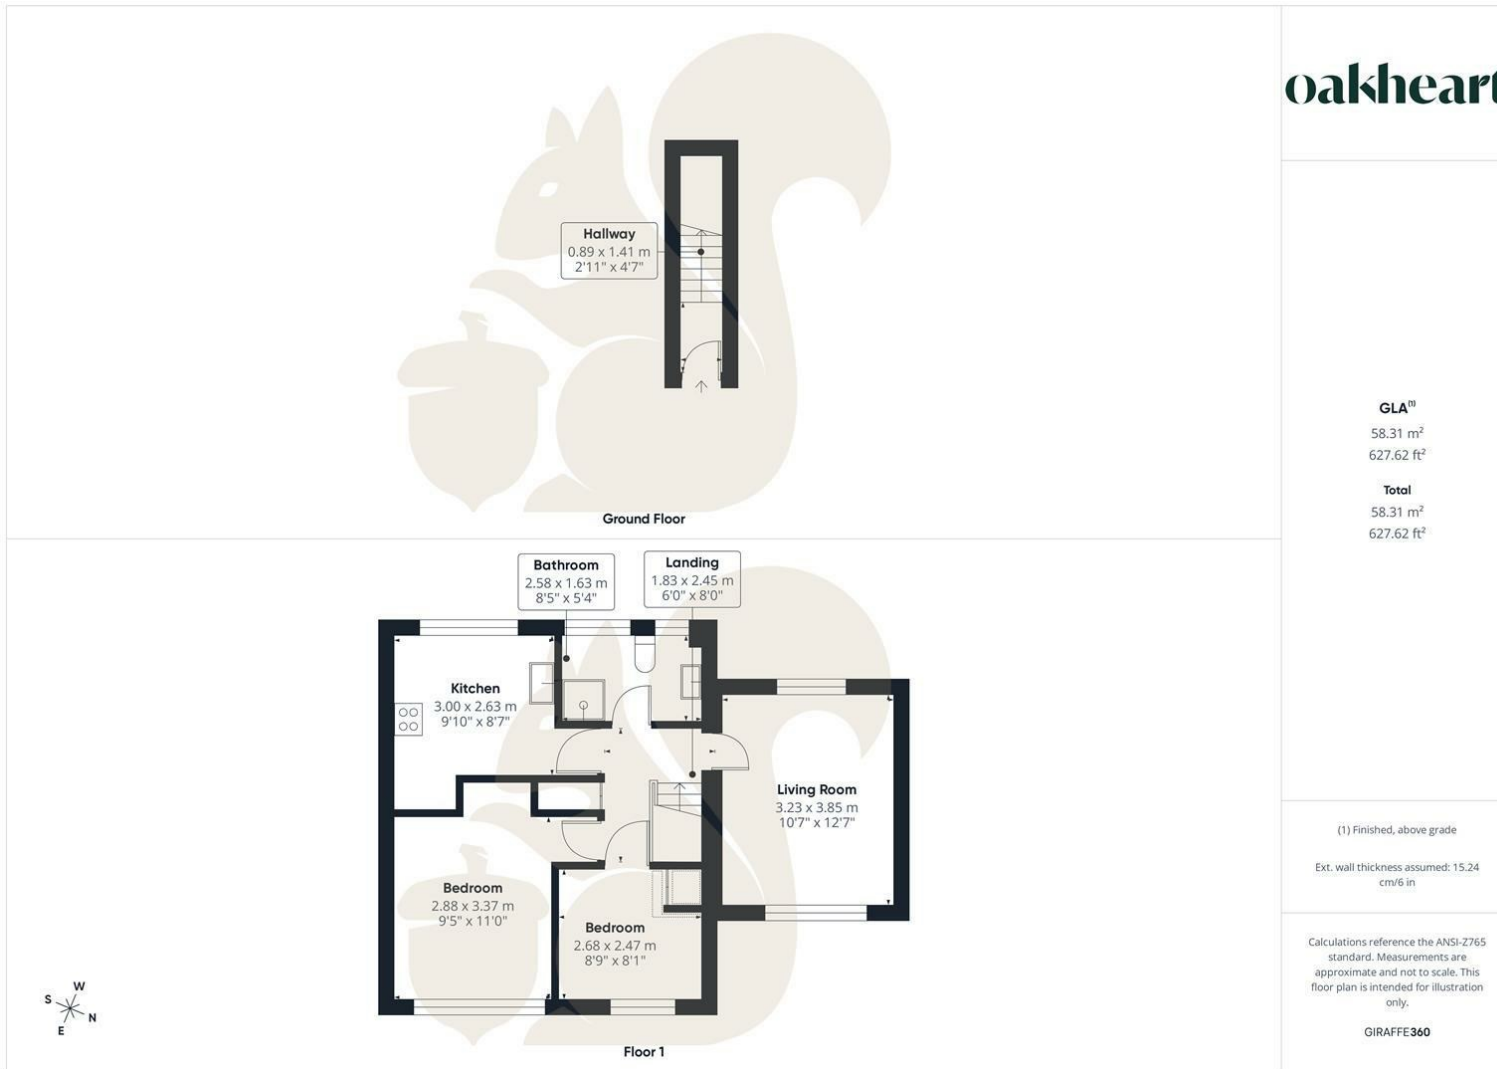 Hallway
0.89 x 1.41 m
2'11" x 4'7"
Ground Floor
Bathroom
2.58 x 1.63 m
8'5" x 5'4"
Landing
1.83 x 2.45 m
6'0" x 8'0"
Kitchen
3.00 x 2.63 m
9'10" x 8'7"
Living Room
3.23 x 3.85 m
10'7" x 12'7"
Bedroom
2.88 x 3.37 m
9'5" x 11'0"
Bedroom
2.68 x 2.47 m
8'9" x 8'1"
W
S
N
E
Floor 1
oakheart
GLA⁽¹⁾
58.31 m²
627.62 ft²
Total
58.31 m²
627.62 ft²
(1) Finished, above grade
Ext. wall thickness assumed: 15.24
cm/6 in
Calculations reference the ANSI-Z765
standard. Measurements are
approximate and not to scale. This
floor plan is intended for illustration
only.
GIRAFFE360